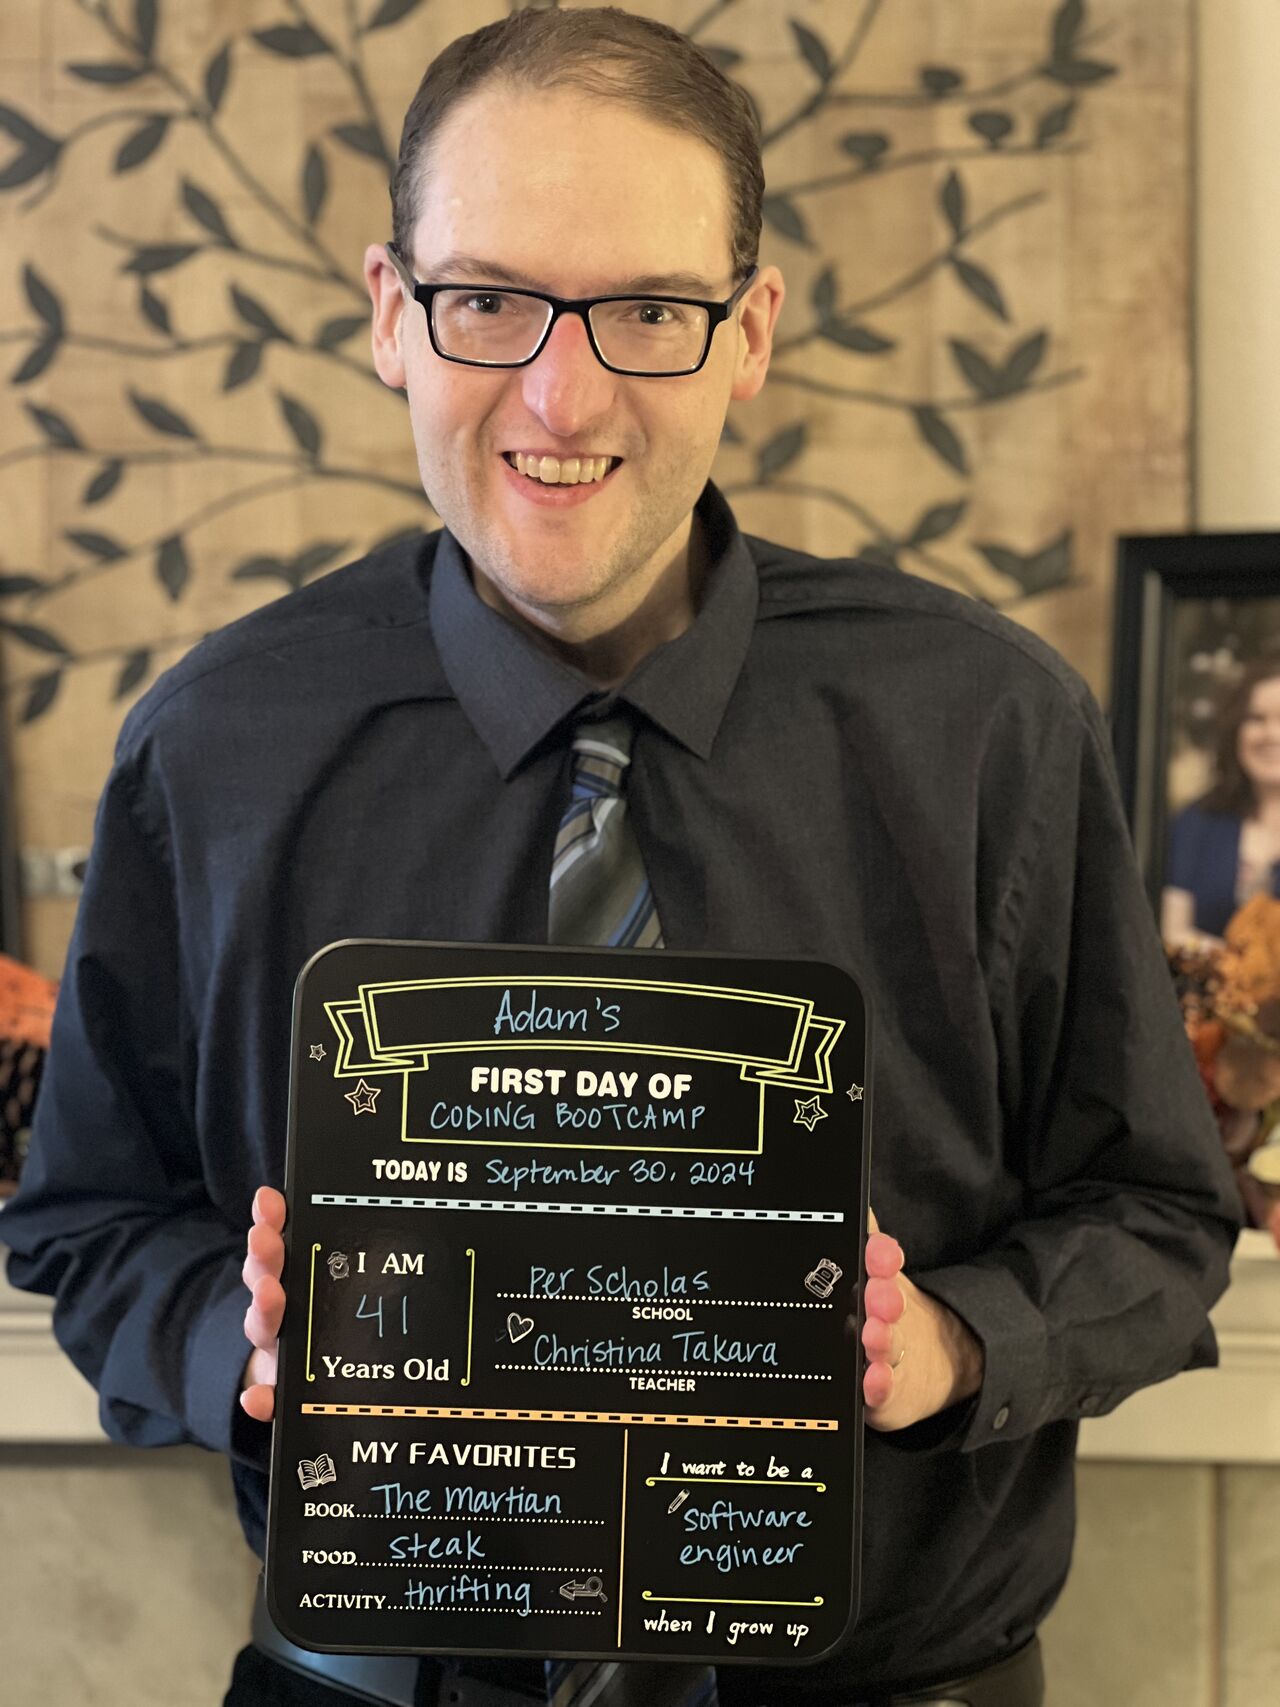 Adam's
FIRST DAY OF
CODING BOOTCAMP
TODAY IS September 30, 2024
I AM
41
Years Old
Per Scholas
SCHOOL
Christina Takara
TEACHER
MY FAVORITES
BOOK The Martian
FOOD steak
ACTIVITY thrifting
I want to be a
software
engineer
when I grow up